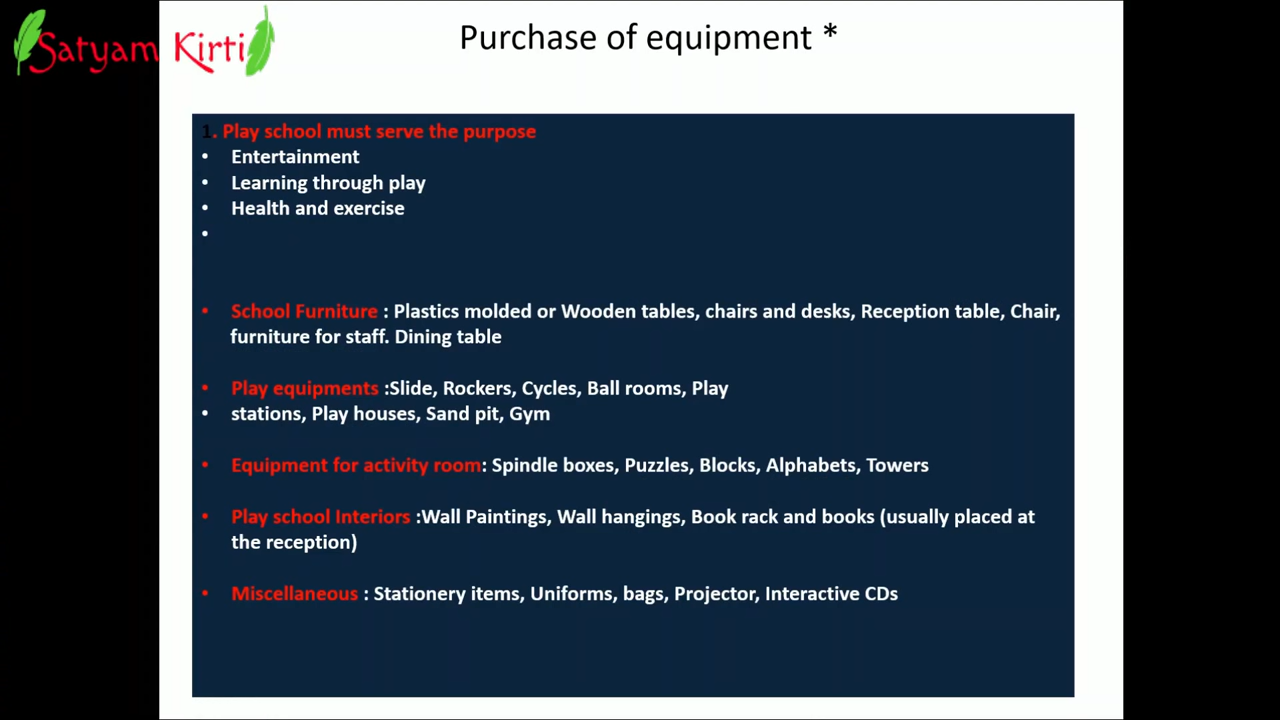 Satyam Kirti
Purchase of equipment *
1. Play school must serve the purpose
• Entertainment
• Learning through play
• Health and exercise
•
• School Furniture : Plastics molded or Wooden tables, chairs and desks, Reception table, Chair,
furniture for staff. Dining table
• Play equipments :Slide, Rockers, Cycles, Ball rooms, Play
• stations, Play houses, Sand pit, Gym
• Equipment for activity room: Spindle boxes, Puzzles, Blocks, Alphabets, Towers
• Play school Interiors :Wall Paintings, Wall hangings, Book rack and books (usually placed at
the reception)
• Miscellaneous : Stationery items, Uniforms, bags, Projector, Interactive CDs